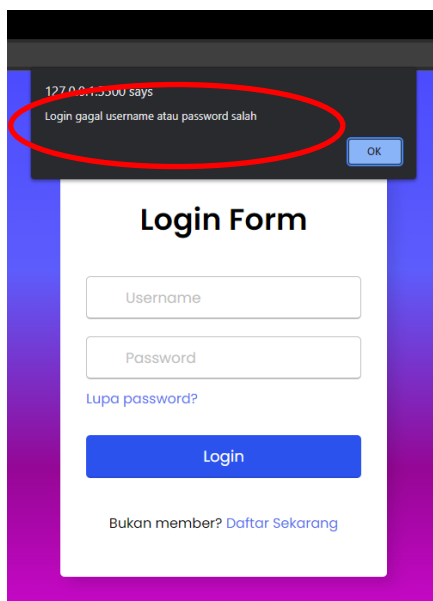 127.0.0.1:5500 says
Login gagal username atau password salah
OK
Login Form
Username
Password
Lupa password?
Login
Bukan member? Daftar Sekarang